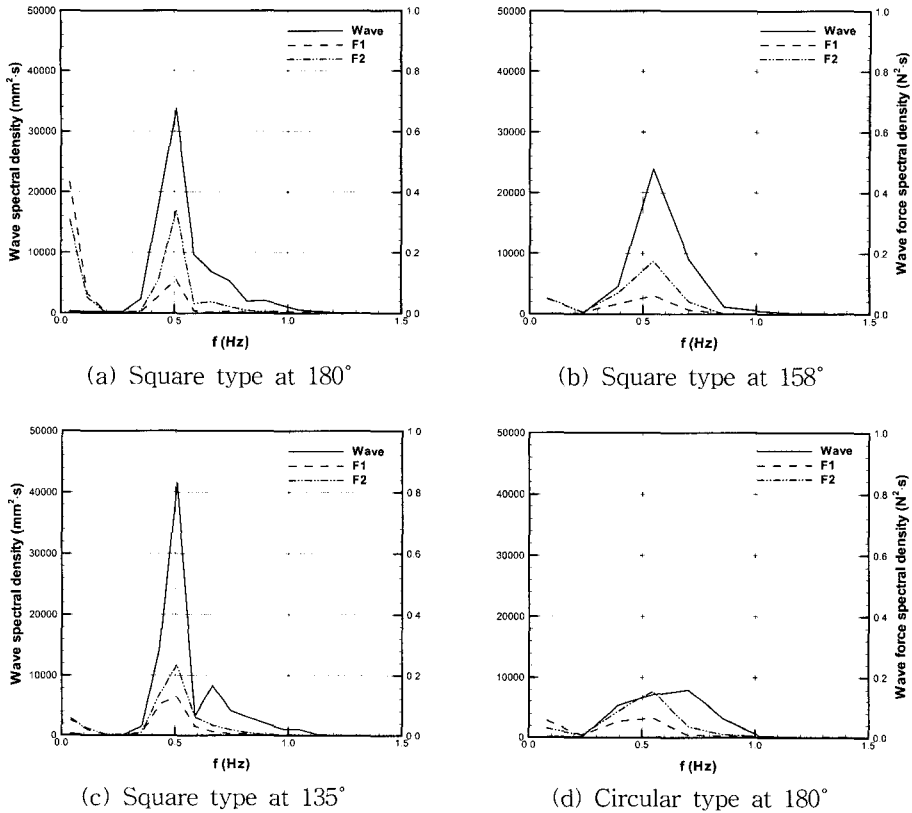 50000
40000
30000
20000
10000
0
0.0
0.5
1.0
1.5
1.0
0.8
0.6
0.4
0.2
0.0
Wave spectral density (mm²·s)
f (Hz)
Wave
F1
F2
(a) Square type at 180°
50000
40000
30000
20000
10000
0
0.0
0.5
1.0
1.5
1.0
0.8
0.6
0.4
0.2
0.0
Wave force spectral density (N²·s)
f (Hz)
Wave
F1
F2
(b) Square type at 158°
50000
40000
30000
20000
10000
0
0.0
0.5
1.0
1.5
1.0
0.8
0.6
0.4
0.2
0.0
Wave spectral density (mm²·s)
f (Hz)
Wave
F1
F2
(c) Square type at 135°
50000
40000
30000
20000
10000
0
0.0
0.5
1.0
1.5
1.0
0.8
0.6
0.4
0.2
0.0
Wave force spectral density (N²·s)
f (Hz)
Wave
F1
F2
(d) Circular type at 180°